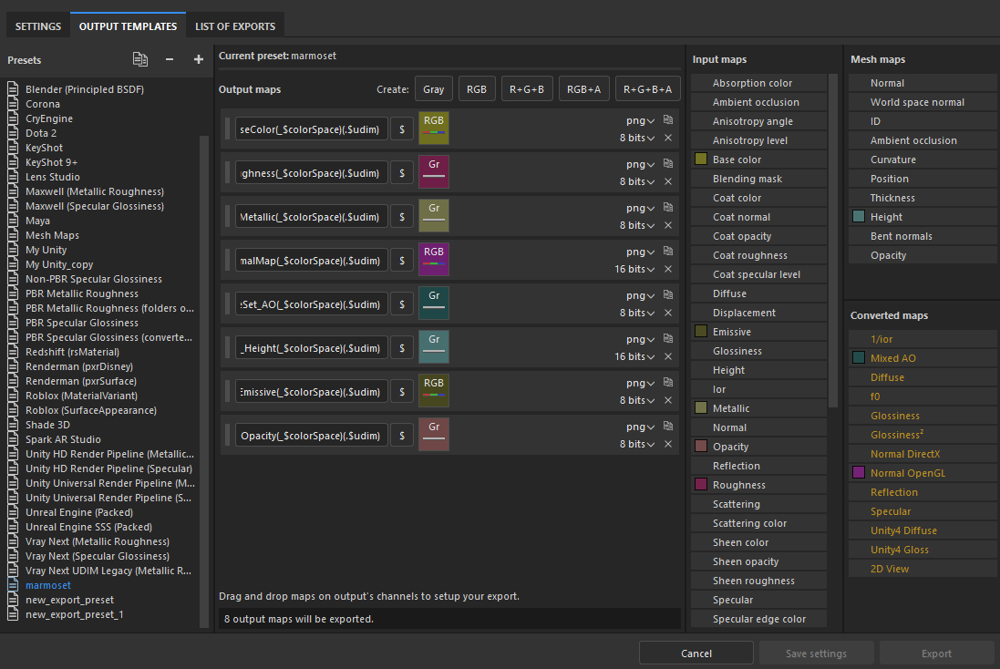 SETTINGS
OUTPUT TEMPLATES
LIST OF EXPORTS
Presets
Blender (Principled BSDF)
Corona
CryEngine
Dota 2
KeyShot
KeyShot 9+
Lens Studio
Maxwell (Metallic Roughness)
Maxwell (Specular Glossiness)
Maya
Mesh Maps
My Unity
My Unity_copy
Non-PBR Specular Glossiness
PBR Metallic Roughness
PBR Metallic Roughness (folders o...
PBR Specular Glossiness
PBR Specular Glossiness (converte...
Redshift (rsMaterial)
Renderman (pxrDisney)
Renderman (pxrSurface)
Roblox (MaterialVariant)
Roblox (SurfaceAppearance)
Shade 3D
Spark AR Studio
Unity HD Render Pipeline (Metallic...
Unity HD Render Pipeline (Specular)
Unity Universal Render Pipeline (M...
Unity Universal Render Pipeline (S...
Unreal Engine (Packed)
Unreal Engine SSS (Packed)
Vray Next (Metallic Roughness)
Vray Next (Specular Glossiness)
Vray Next UDIM Legacy (Metallic R...
marmoset
new_export_preset
new_export_preset_1
Current preset: marmoset
Output maps
Create: Gray RGB R+G+B RGB+A R+G+B+A
seColor(_$colorSpace)(.$udim) $ RGB png
8 bits
ghness(_$colorSpace)(.$udim) $ Gr png
8 bits
Metallic(_$colorSpace)(.$udim) $ Gr png
8 bits
malMap(_$colorSpace)(.$udim) $ RGB png
16 bits
Set_AO(_$colorSpace)(.$udim) $ Gr png
8 bits
_Height(_$colorSpace)(.$udim) $ Gr png
16 bits
Emissive(_$colorSpace)(.$udim) $ RGB png
8 bits
Opacity(_$colorSpace)(.$udim) $ Gr png
8 bits
Drag and drop maps on output's channels to setup your export.
8 output maps will be exported.
Input maps
Absorption color
Ambient occlusion
Anisotropy angle
Anisotropy level
Base color
Blending mask
Coat color
Coat normal
Coat opacity
Coat roughness
Coat specular level
Diffuse
Displacement
Emissive
Glossiness
Height
Ior
Metallic
Normal
Opacity
Reflection
Roughness
Scattering
Scattering color
Sheen color
Sheen opacity
Sheen roughness
Specular
Specular edge color
Mesh maps
Normal
World space normal
ID
Ambient occlusion
Curvature
Position
Thickness
Height
Bent normals
Opacity
Converted maps
1/ior
Mixed AO
Diffuse
f0
Glossiness
Glossiness²
Normal DirectX
Normal OpenGL
Reflection
Specular
Unity4 Diffuse
Unity4 Gloss
2D View
Cancel
Save settings
Export